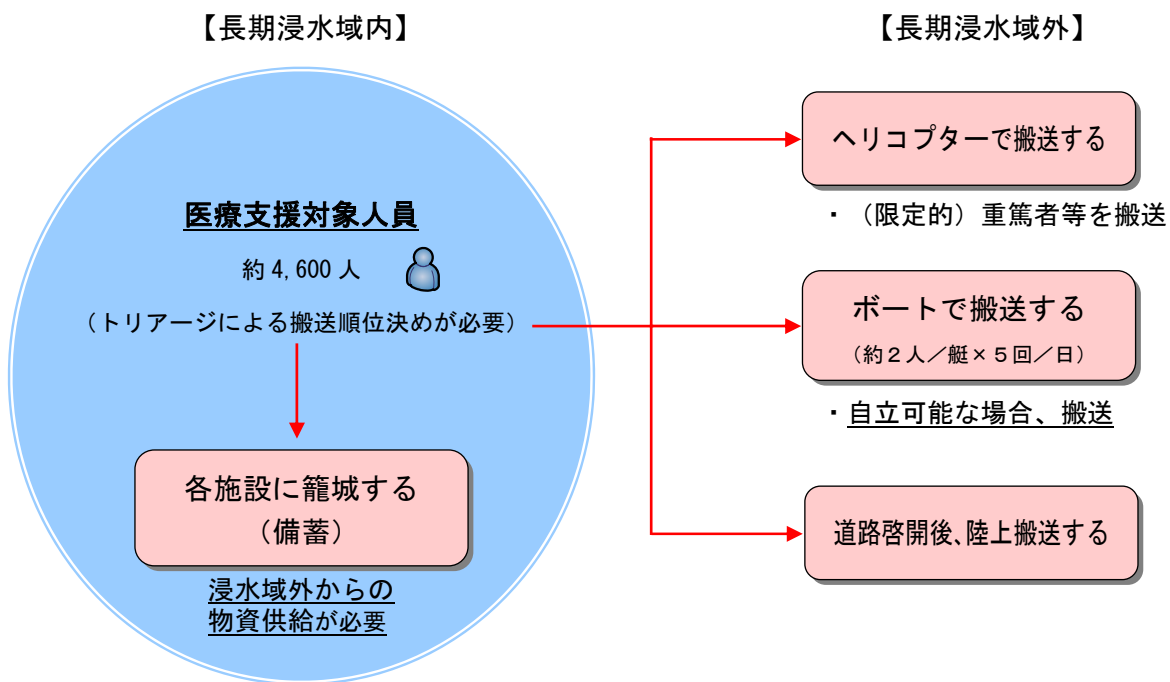 【長期浸水域内】
医療支援対象人員
約 4,600 人
（トリアージによる搬送順位決めが必要）
各施設に籠城する
（備蓄）
浸水域外からの
物資供給が必要
【長期浸水域外】
ヘリコプターで搬送する
・（限定的）重篤者等を搬送
ボートで搬送する
（約２人／艇×５回／日）
・自立可能な場合、搬送
道路啓開後、陸上搬送する